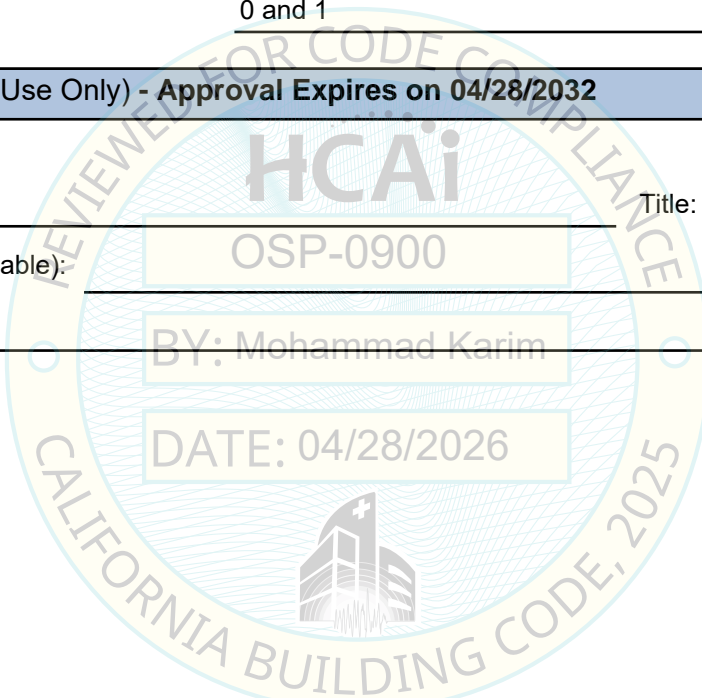 0 and 1
Use Only) - Approval Expires on 04/28/2032
REVIEWED FOR CODE COMPLIANCE
HCAi
Title:
OSP-0900
able):
BY: Mohammad Karim
DATE: 04/28/2026
CALIFORNIA BUILDING CODE, 2025